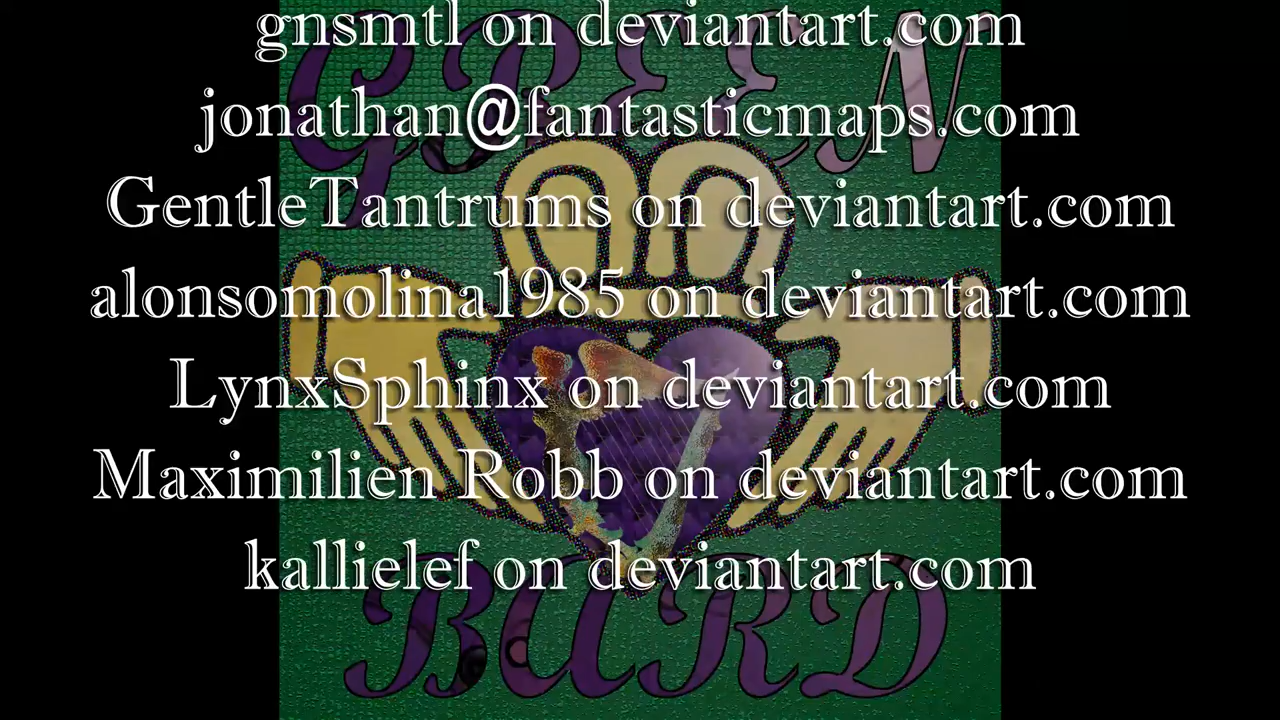 gnsmtl on deviantart.com
GREEN
jonathan@fantasticmaps.com
GentleTantrums on deviantart.com
alonsomolina1985 on deviantart.com
LynxSphinx on deviantart.com
Maximilien Robb on deviantart.com
kallielef on deviantart.com
BARD